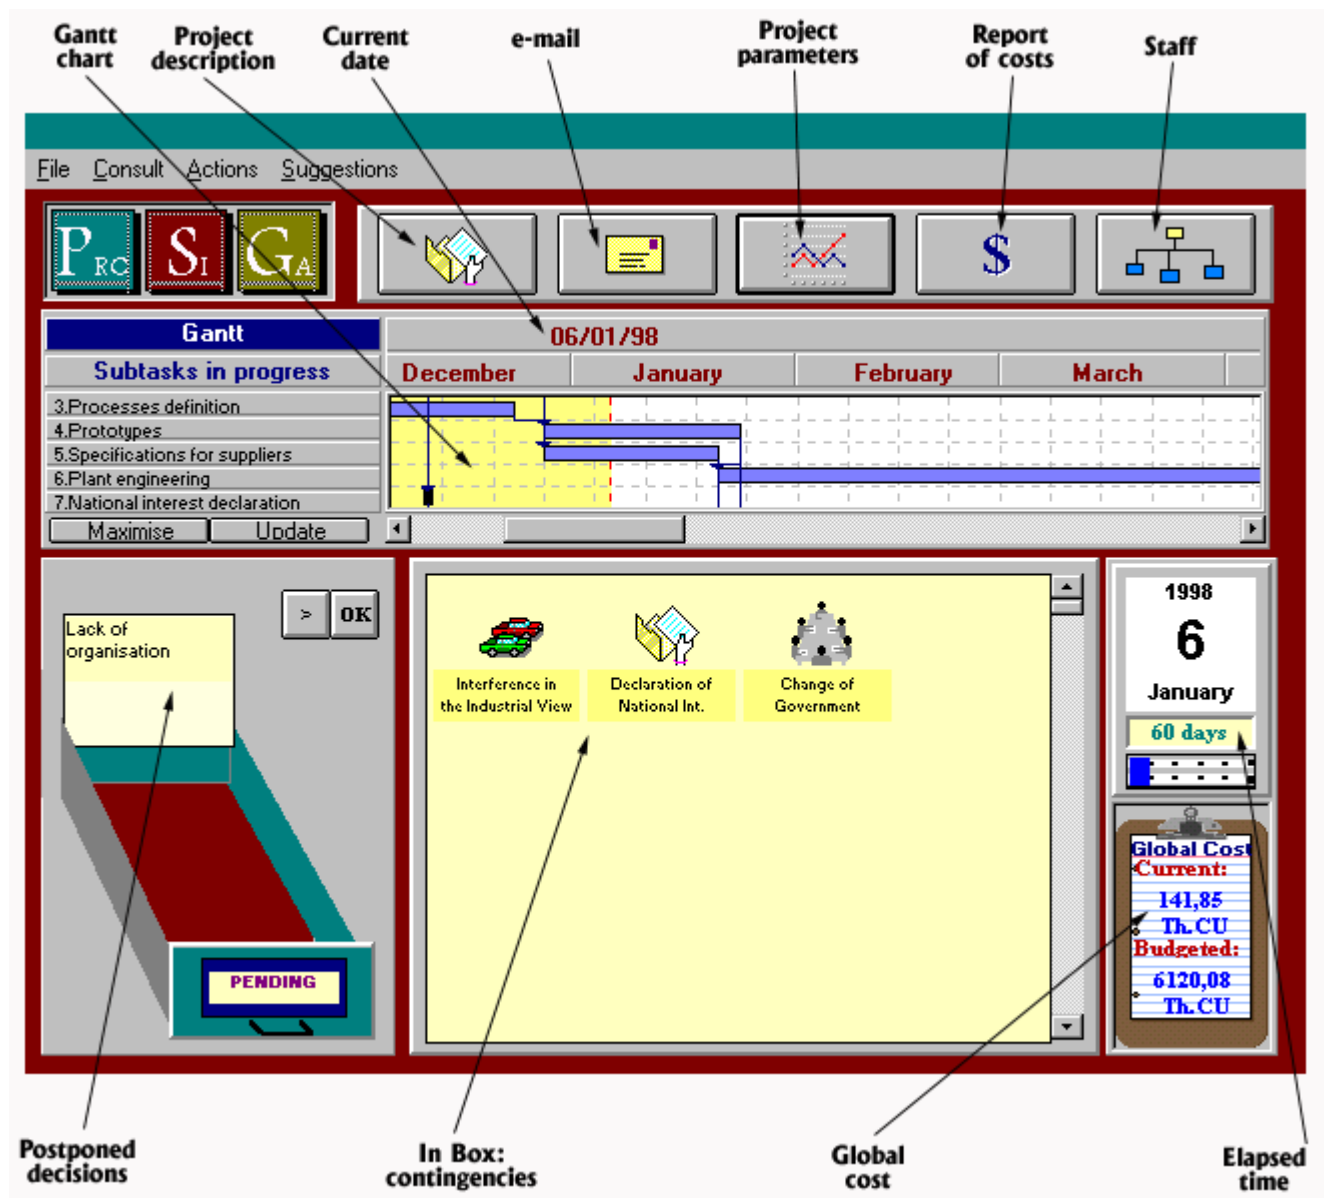 Gantt
chart
Project
description
Current
date
e-mail
Project
parameters
Report
of costs
Staff
File Consult Actions Suggestions
PRC SI GA
$
Gantt
06/01/98
Subtasks in progress
December January February March
3.Processes definition
4.Prototypes
5.Specifications for suppliers
6.Plant engineering
7.National interest declaration
Maximise Update
> OK
Lack of
organisation
PENDING
Interference in
the Industrial View
Declaration of
National Int.
Change of
Government
1998
6
January
60 days
Global Cost
Current:
141,85
Th.CU
Budgeted:
6120,08
Th.CU
Postponed
decisions
In Box:
contingencies
Global
cost
Elapsed
time